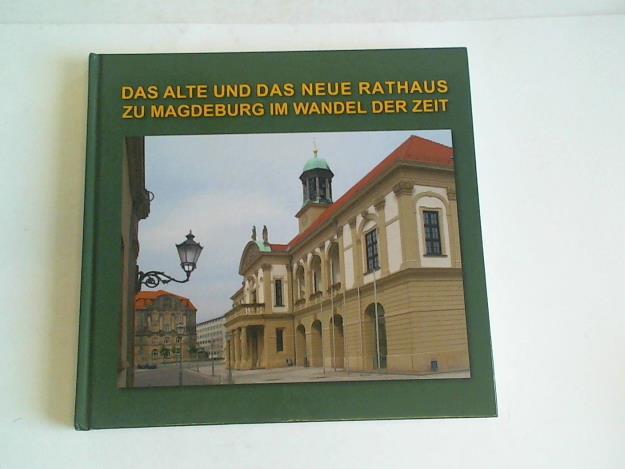 DAS ALTE UND DAS NEUE RATHAUS
ZU MAGDEBURG IM WANDEL DER ZEIT